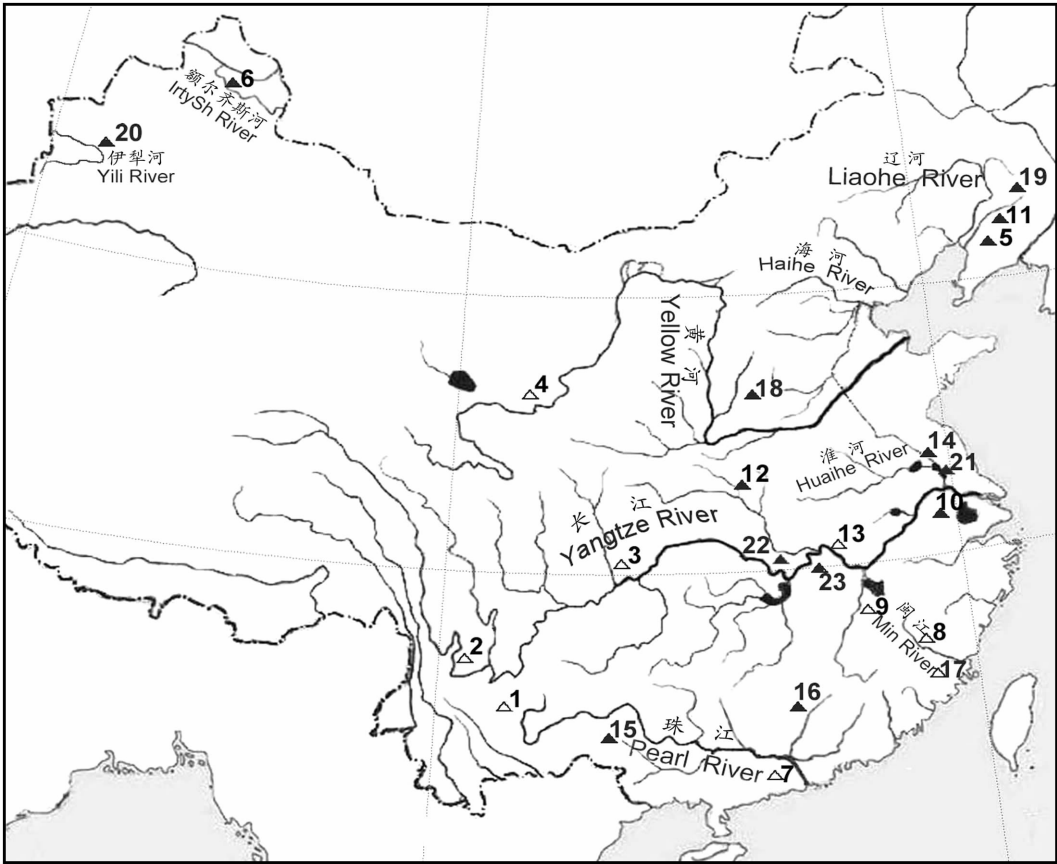 6
额尔齐斯河
IrtySh River
20
伊犁河
Yili River
辽河
Liaohe River
19
11
5
海河
Haihe River
黄河
Yellow River
4
18
14
淮河
Huaihe River
21
12
10
长江
Yangtze River
13
22
3
23
9
闽江
Min River
8
2
17
1
16
15
珠江
Pearl River
7